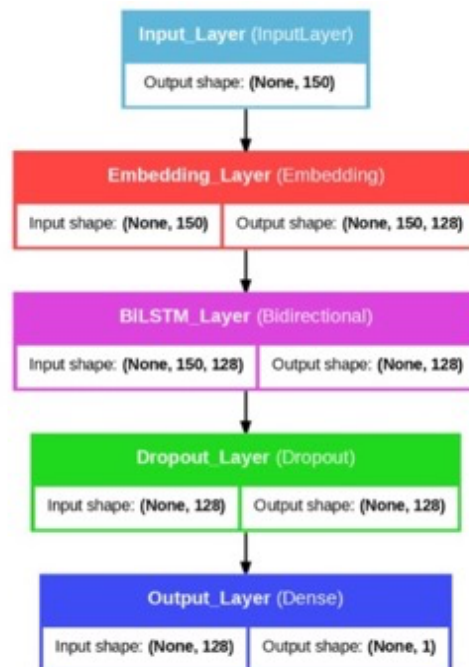 Input_Layer (InputLayer)
Output shape: (None, 150)
Embedding_Layer (Embedding)
Input shape: (None, 150) Output shape: (None, 150, 128)
BiLSTM_Layer (Bidirectional)
Input shape: (None, 150, 128) Output shape: (None, 128)
Dropout_Layer (Dropout)
Input shape: (None, 128) Output shape: (None, 128)
Output_Layer (Dense)
Input shape: (None, 128) Output shape: (None, 1)